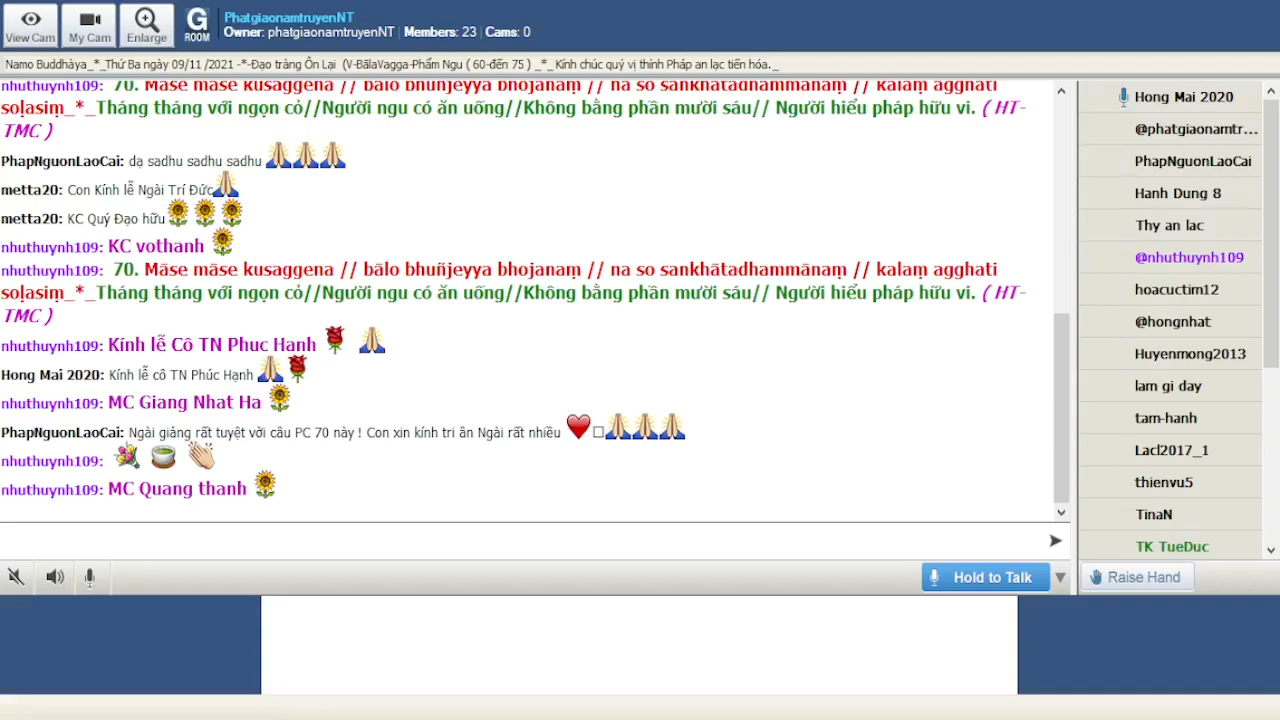 View Cam
My Cam
Enlarge
G
ROOM
PhatgiaonamtruyenNT
Owner: phatgiaonamtruyenNT | Members: 23 | Cams: 0
Namo Buddhàya_*_Thứ Ba ngày 09/11 /2021 -*-Đạo tràng Ôn Lại (V-BālaVagga-Phẩm Ngu ( 60-đến 75 ) _*_Kính chúc quý vị thính Pháp an lạc tiến hóa._
nhuthuynh109: 70. Māse māse kusaggena // bālo bhuñjeyya bhojanaṃ // na so sankhātadhammānaṃ // kalaṃ agghati
soḷasiṃ_*_Tháng tháng với ngọn cỏ//Người ngu có ăn uống//Không bằng phần mười sáu// Người hiểu pháp hữu vi. ( HT-
TMC )
PhapNguonLaoCai: dạ sadhu sadhu sadhu
metta20: Con Kính lễ Ngài Trí Đức
metta20: KC Quý Đạo hữu
nhuthuynh109: KC vothanh
nhuthuynh109: 70. Māse māse kusaggena // bālo bhuñjeyya bhojanaṃ // na so sankhātadhammānaṃ // kalaṃ agghati
soḷasiṃ_*_Tháng tháng với ngọn cỏ//Người ngu có ăn uống//Không bằng phần mười sáu// Người hiểu pháp hữu vi. ( HT-
TMC )
nhuthuynh109: Kính lễ Cô TN Phuc Hanh
Hong Mai 2020: Kính lễ cô TN Phúc Hạnh
nhuthuynh109: MC Giang Nhat Ha
PhapNguonLaoCai: Ngài giảng rất tuyệt vời câu PC 70 này ! Con xin kính tri ân Ngài rất nhiều
nhuthuynh109:
nhuthuynh109: MC Quang thanh
Hong Mai 2020
@phatgiaonamtr...
PhapNguonLaoCai
Hanh Dung 8
Thy an lac
@nhuthuynh109
hoacuctim12
@hongnhat
Huyenmong2013
lam gi day
tam-hanh
Lacl2017_1
thienvu5
TinaN
TK TueDuc
Hold to Talk
Raise Hand